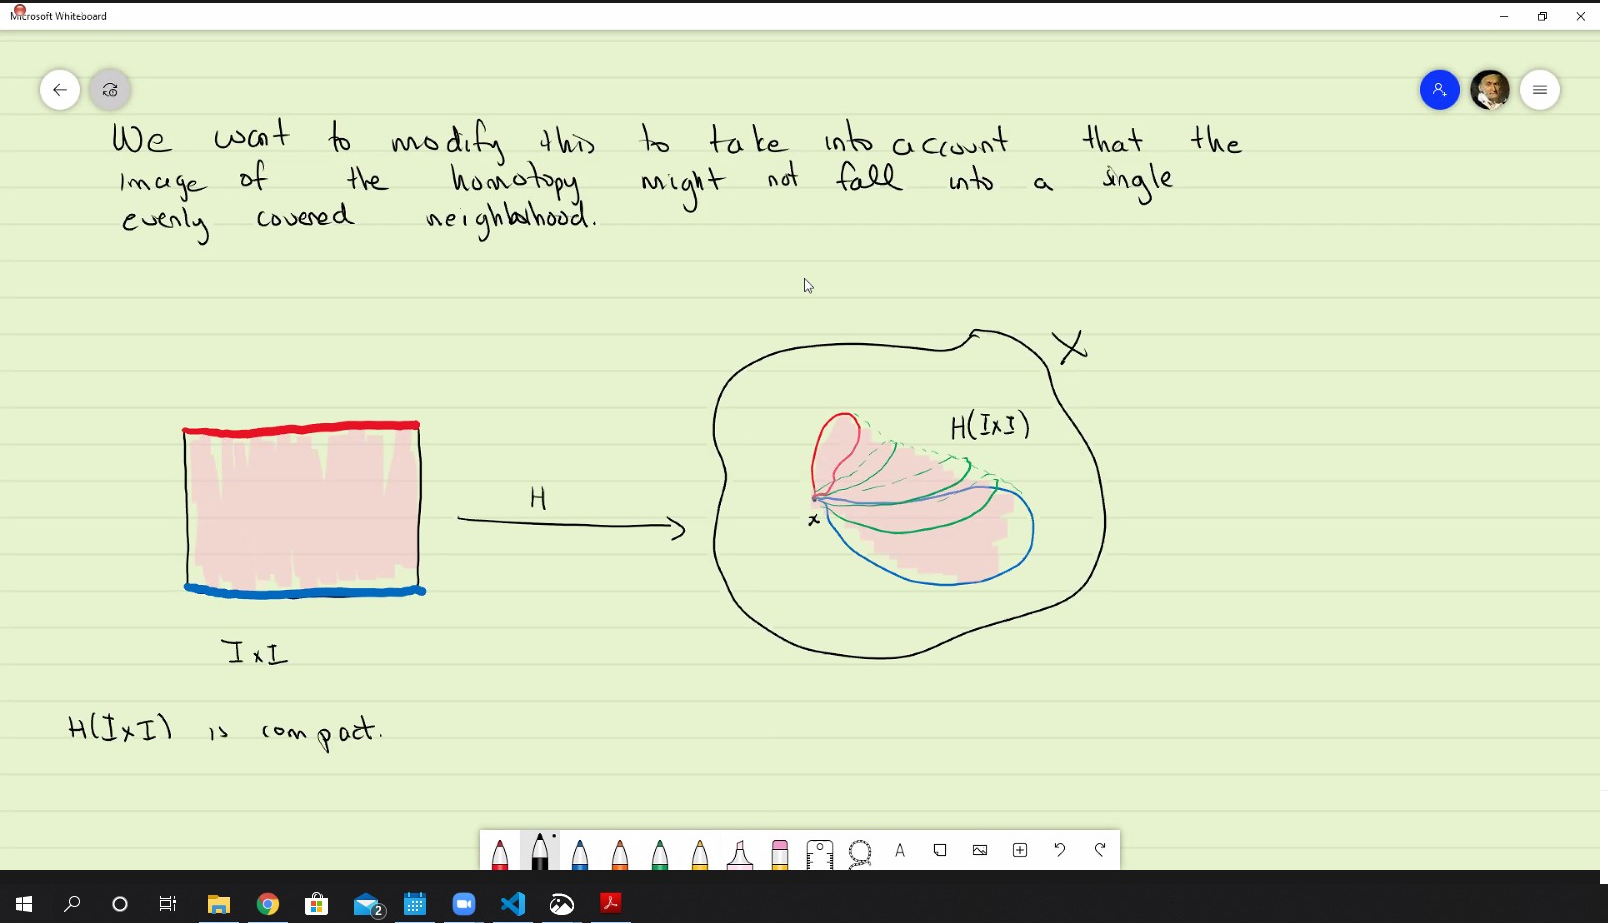 Microsoft Whiteboard
We want to modify this to take into account that the
image of the homotopy might not fall into a single
evenly covered neighborhood.
X
H(I×I)
H
x
I×I
H(I×I) is compact.
A
2